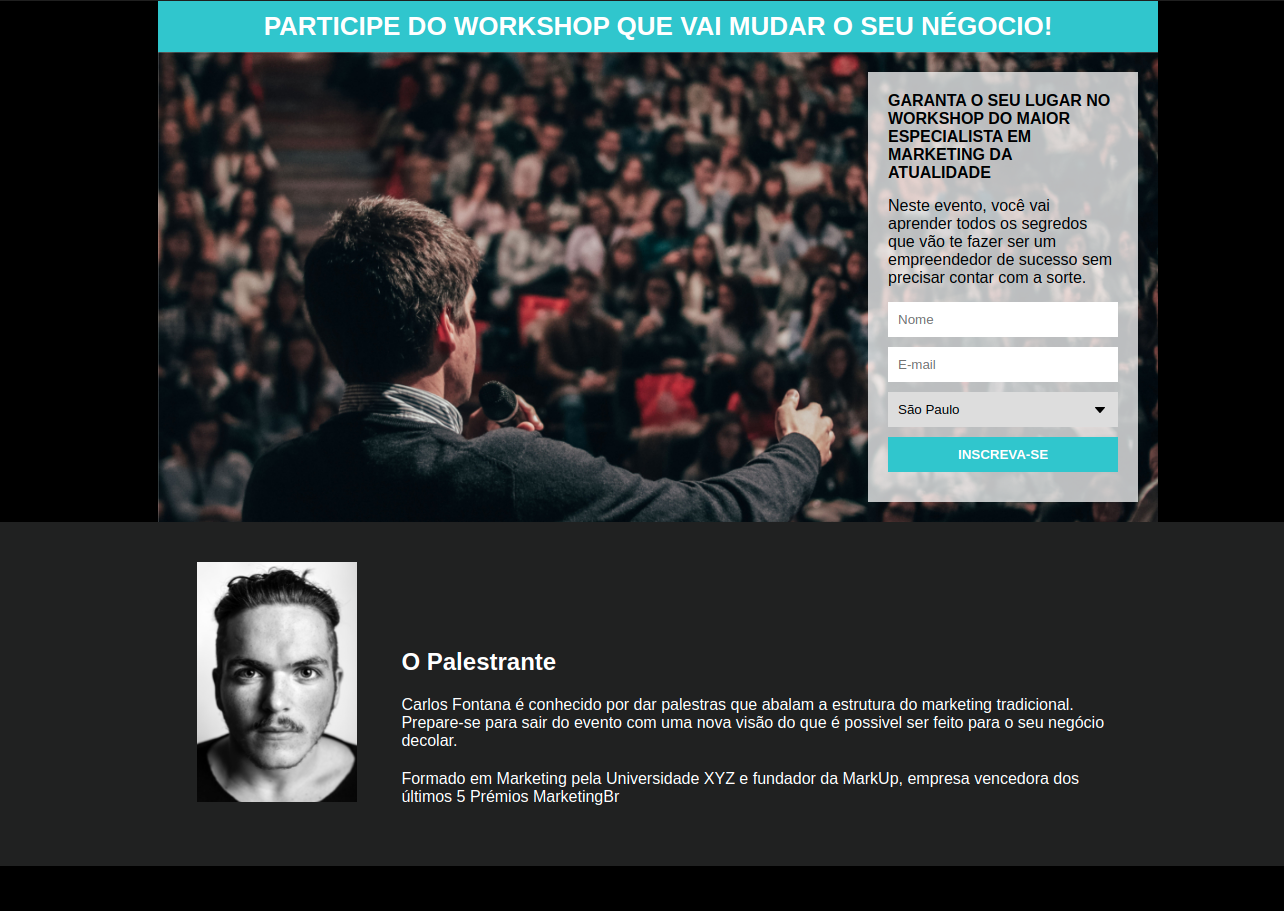 PARTICIPE DO WORKSHOP QUE VAI MUDAR O SEU NÉGOCIO!
GARANTA O SEU LUGAR NO
WORKSHOP DO MAIOR
ESPECIALISTA EM
MARKETING DA
ATUALIDADE
Neste evento, você vai
aprender todos os segredos
que vão te fazer ser um
empreendedor de sucesso sem
precisar contar com a sorte.
Nome
E-mail
São Paulo
INSCREVA-SE
O Palestrante
Carlos Fontana é conhecido por dar palestras que abalam a estrutura do marketing tradicional.
Prepare-se para sair do evento com uma nova visão do que é possivel ser feito para o seu negócio
decolar.
Formado em Marketing pela Universidade XYZ e fundador da MarkUp, empresa vencedora dos
últimos 5 Prémios MarketingBr